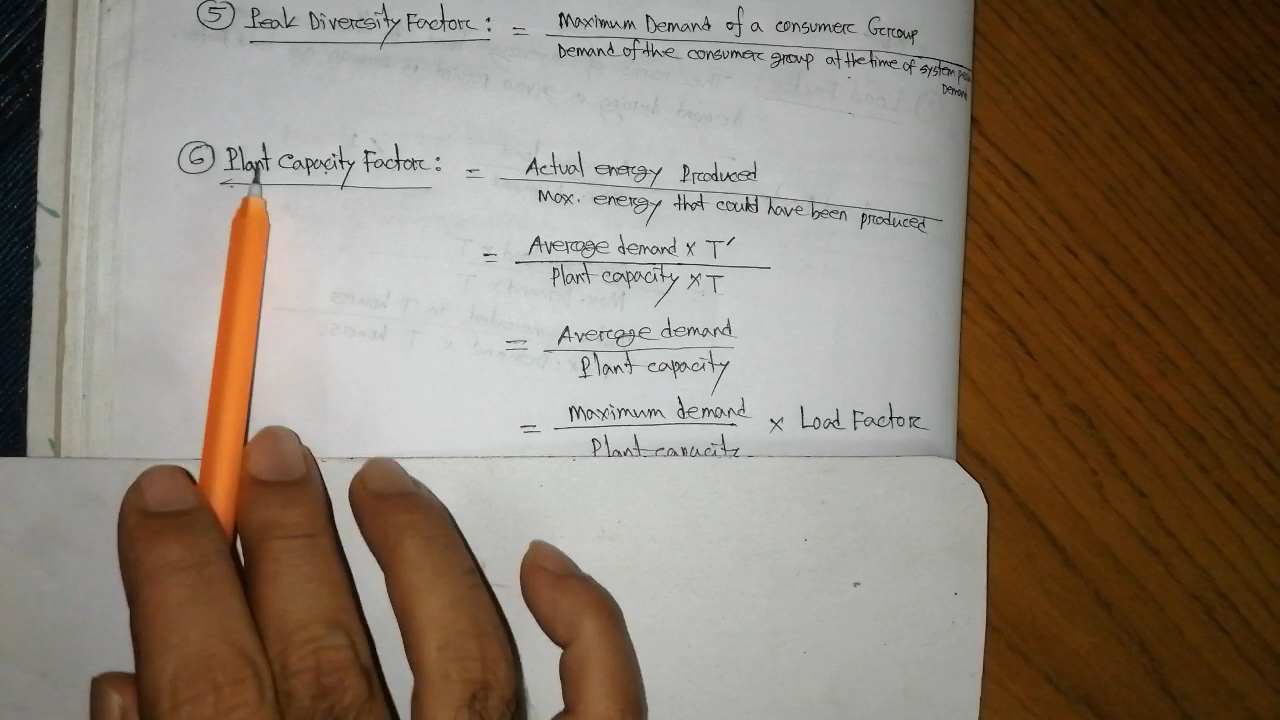 ⑤ Peak Diversity Factor : = Maximum Demand of a consumer Group
Demand of the consumer group at the time of system peak
Demand
⑥ Plant Capacity Factor : = Actual energy Produced
Max. energy that could have been produced
= Average demand × T'
Plant capacity × T
= Average demand
Plant capacity
= Maximum demand × Load Factor
Plant capacity